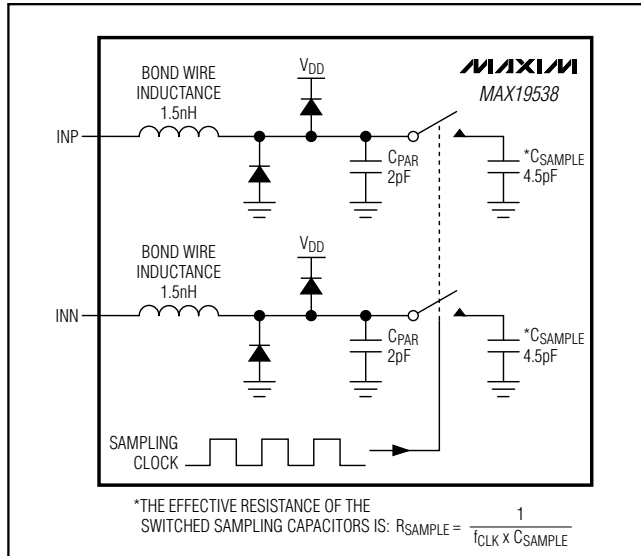 MAXIM
MAX19538
BOND WIRE
INDUCTANCE
1.5nH
VDD
INP
CPAR
2pF
*CSAMPLE
4.5pF
BOND WIRE
INDUCTANCE
1.5nH
VDD
INN
CPAR
2pF
*CSAMPLE
4.5pF
SAMPLING
CLOCK
*THE EFFECTIVE RESISTANCE OF THE
SWITCHED SAMPLING CAPACITORS IS: RSAMPLE = 1
fCLK x CSAMPLE